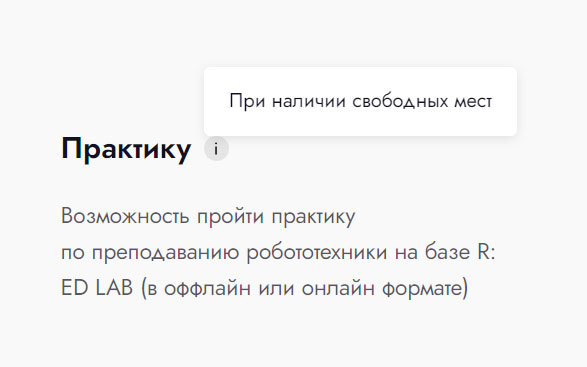 При наличии свободных мест
Практику i
Возможность пройти практику
по преподаванию робототехники на базе R:
ED LAB (в оффлайн или онлайн формате)